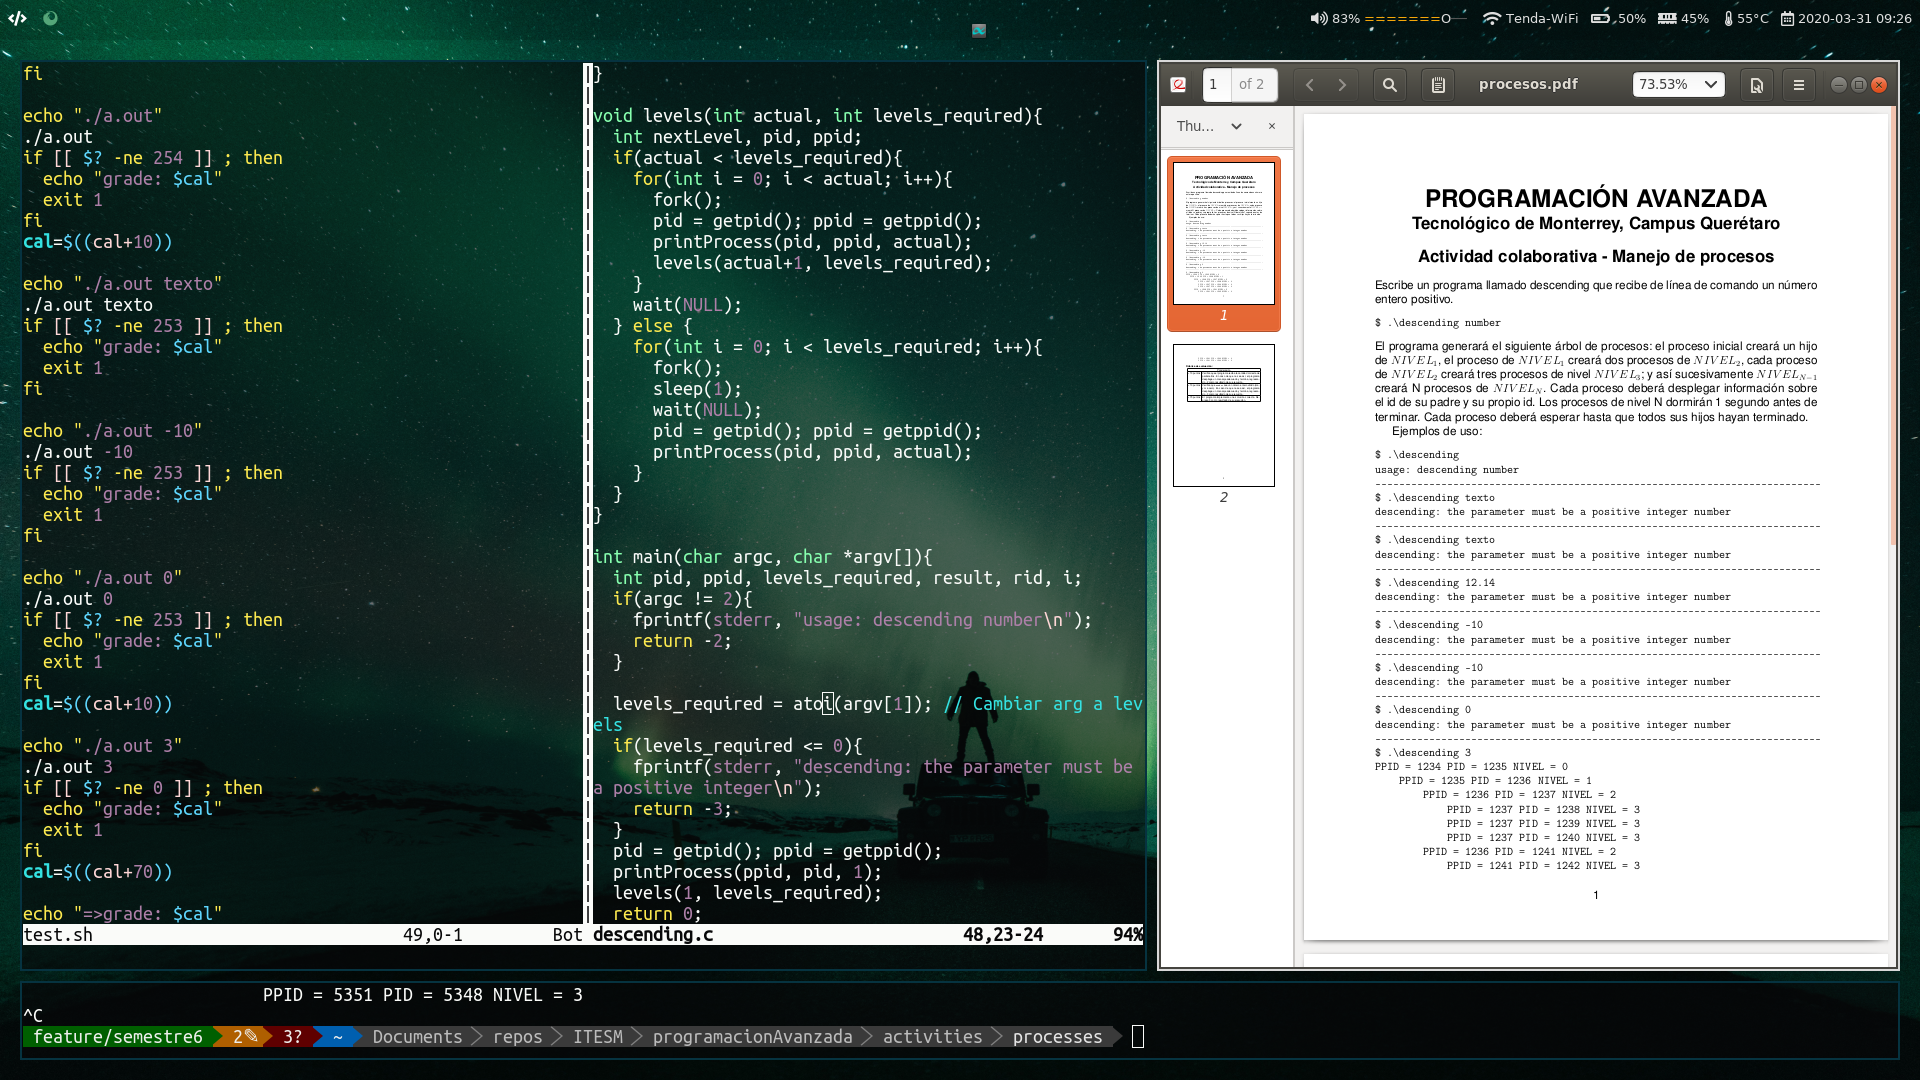 83% =======O── Tenda-WiFi 50% 45% 55°C 2020-03-31 09:26
fi
echo "./a.out"
./a.out
if [[ $? -ne 254 ]] ; then
  echo "grade: $cal"
  exit 1
fi
cal=$((cal+10))
echo "./a.out texto"
./a.out texto
if [[ $? -ne 253 ]] ; then
  echo "grade: $cal"
  exit 1
fi
echo "./a.out -10"
./a.out -10
if [[ $? -ne 253 ]] ; then
  echo "grade: $cal"
  exit 1
fi
echo "./a.out 0"
./a.out 0
if [[ $? -ne 253 ]] ; then
  echo "grade: $cal"
  exit 1
fi
cal=$((cal+10))
echo "./a.out 3"
./a.out 3
if [[ $? -ne 0 ]] ; then
  echo "grade: $cal"
  exit 1
fi
cal=$((cal+70))
echo "=>grade: $cal"
test.sh 49,0-1 Bot
}
void levels(int actual, int levels_required){
  int nextLevel, pid, ppid;
  if(actual < levels_required){
    for(int i = 0; i < actual; i++){
      fork();
      pid = getpid(); ppid = getppid();
      printProcess(pid, ppid, actual);
      levels(actual+1, levels_required);
    }
    wait(NULL);
  } else {
    for(int i = 0; i < levels_required; i++){
      fork();
      sleep(1);
      wait(NULL);
      pid = getpid(); ppid = getppid();
      printProcess(pid, ppid, actual);
    }
  }
}
int main(char argc, char *argv[]){
  int pid, ppid, levels_required, result, rid, i;
  if(argc != 2){
    fprintf(stderr, "usage: descending number\n");
    return -2;
  }
  levels_required = atoi(argv[1]); // Cambiar arg a lev
els
  if(levels_required <= 0){
    fprintf(stderr, "descending: the parameter must be
a positive integer\n");
    return -3;
  }
  pid = getpid(); ppid = getppid();
  printProcess(ppid, pid, 1);
  levels(1, levels_required);
  return 0;
descending.c 48,23-24 94%
1 of 2 procesos.pdf 73.53%
Thu...
1
2
PROGRAMACIÓN AVANZADA
Tecnológico de Monterrey, Campus Querétaro
Actividad colaborativa - Manejo de procesos
Escribe un programa llamado descending que recibe de línea de comando un número
entero positivo.
$ .\descending number
El programa generará el siguiente árbol de procesos: el proceso inicial creará un hijo
de NIVEL₁, el proceso de NIVEL₁ creará dos procesos de NIVEL₂, cada proceso
de NIVEL₂ creará tres procesos de nivel NIVEL₃; y así sucesivamente NIVEL_N−1
creará N procesos de NIVEL_N. Cada proceso deberá desplegar información sobre
el id de su padre y su propio id. Los procesos de nivel N dormirán 1 segundo antes de
terminar. Cada proceso deberá esperar hasta que todos sus hijos hayan terminado.
Ejemplos de uso:
$ .\descending
usage: descending number
$ .\descending texto
descending: the parameter must be a positive integer number
$ .\descending texto
descending: the parameter must be a positive integer number
$ .\descending 12.14
descending: the parameter must be a positive integer number
$ .\descending -10
descending: the parameter must be a positive integer number
$ .\descending -10
descending: the parameter must be a positive integer number
$ .\descending 0
descending: the parameter must be a positive integer number
$ .\descending 3
PPID = 1234 PID = 1235 NIVEL = 0
PPID = 1235 PID = 1236 NIVEL = 1
PPID = 1236 PID = 1237 NIVEL = 2
PPID = 1237 PID = 1238 NIVEL = 3
PPID = 1237 PID = 1239 NIVEL = 3
PPID = 1237 PID = 1240 NIVEL = 3
PPID = 1236 PID = 1241 NIVEL = 2
PPID = 1241 PID = 1242 NIVEL = 3
1
PPID = 5351 PID = 5348 NIVEL = 3
^C
feature/semestre6 2✎ 3? ~ Documents repos ITESM programacionAvanzada activities processes